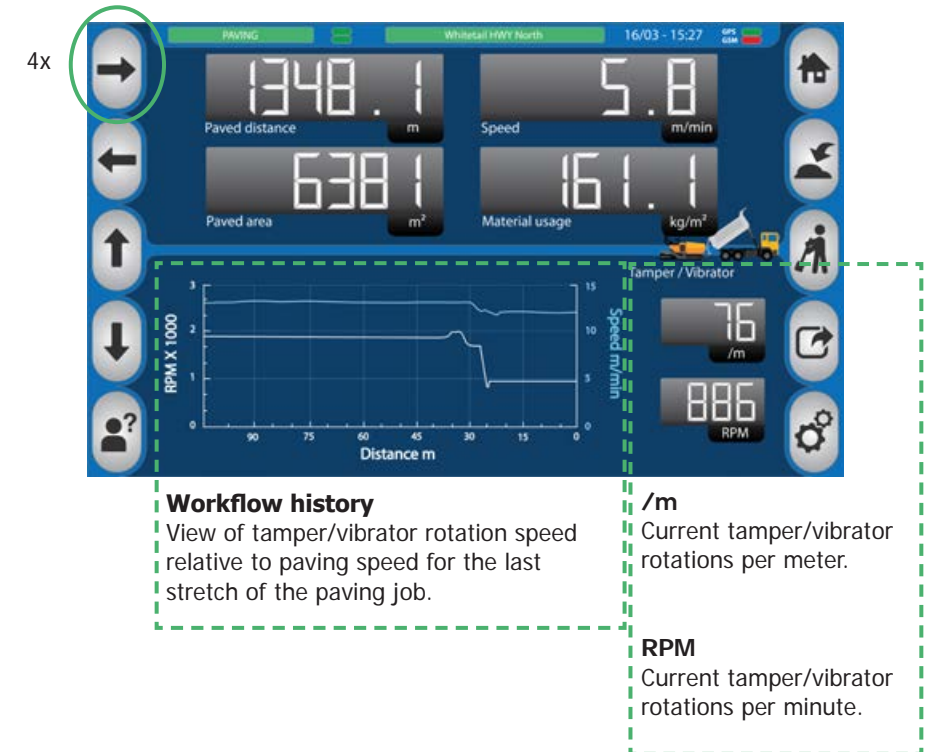 4x
PAVING
Whitetail HWY North
16/03 - 15:27
GPS
GSM
1348.1
5.8
Paved distance
m
Speed
m/min
6381
161.1
Paved area
m²
Material usage
kg/m²
Tamper / Vibrator
3
2
1
0
RPM X 1000
15
10
5
0
Speed m/min
90 75 60 45 30 15 0
Distance m
76
/m
886
RPM
?
Workflow history
View of tamper/vibrator rotation speed
relative to paving speed for the last
stretch of the paving job.
/m
Current tamper/vibrator
rotations per meter.
RPM
Current tamper/vibrator
rotations per minute.